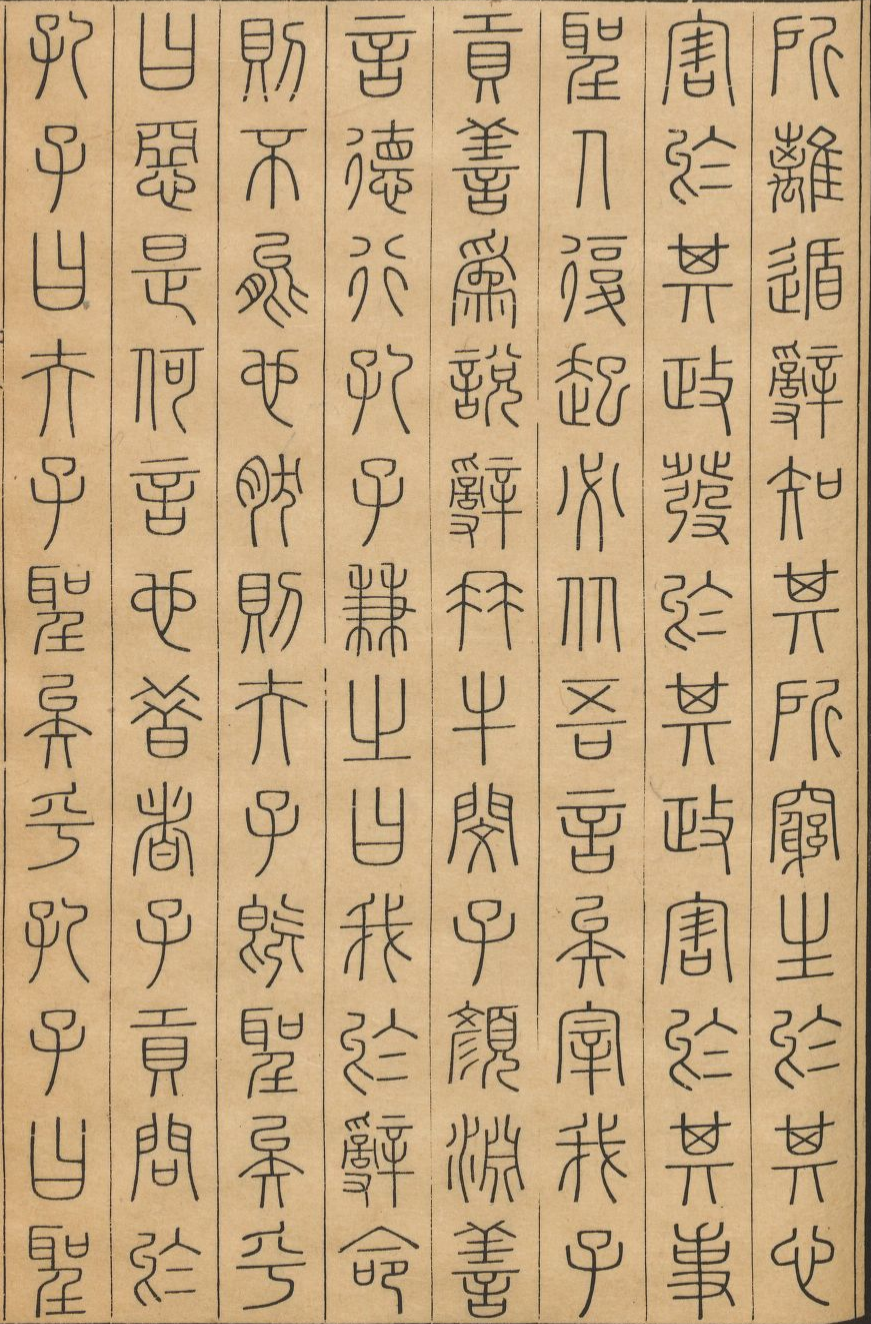 所離遁辭知其所窮生於其心
害於其政發於其政害於其事
聖人復起必从吾言矣宰我子
貢善爲說辭冉牛閔子顏淵善
言德行孔子兼之曰我於辭命
則不能也然則夫子既聖矣乎
曰惡是何言也昔者子貢問於
孔子曰夫子聖矣乎孔子曰聖